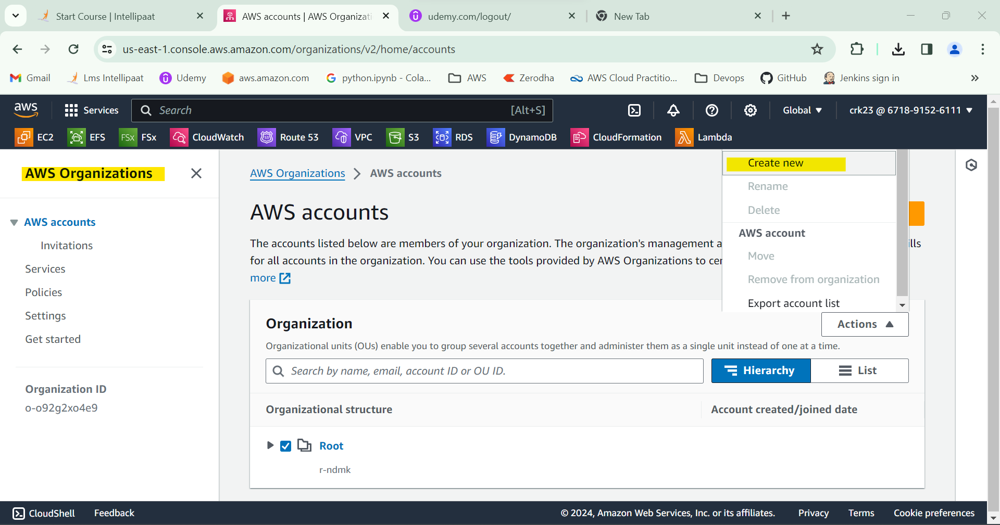 Start Course | Intellipaat
AWS accounts | AWS Organizati
udemy.com/logout/
New Tab
us-east-1.console.aws.amazon.com/organizations/v2/home/accounts
Gmail
Lms Intellipaat
Udemy
aws.amazon.com
python.ipynb - Cola...
AWS
Zerodha
AWS Cloud Practitio...
Devops
GitHub
Jenkins sign in
aws
Services
Search
[Alt+S]
Global
crk23 @ 6718-9152-6111
EC2
EFS
FSx
FSx
CloudWatch
53
Route 53
VPC
S3
RDS
DynamoDB
CloudFormation
Lambda
AWS Organizations
AWS accounts
Invitations
Services
Policies
Settings
Get started
Organization ID
o-o92g2xo4e9
AWS Organizations
AWS accounts
AWS accounts
The accounts listed below are members of your organization. The organization's management a
ills
for all accounts in the organization. You can use the tools provided by AWS Organizations to cer
more
Create new
Rename
Delete
AWS account
Move
Remove from organization
Export account list
Actions
Organization
Organizational units (OUs) enable you to group several accounts together and administer them as a single unit instead of one at a time.
Search by name, email, account ID or OU ID.
Hierarchy
List
Organizational structure
Account created/joined date
Root
r-ndmk
CloudShell
Feedback
© 2024, Amazon Web Services, Inc. or its affiliates.
Privacy
Terms
Cookie preferences